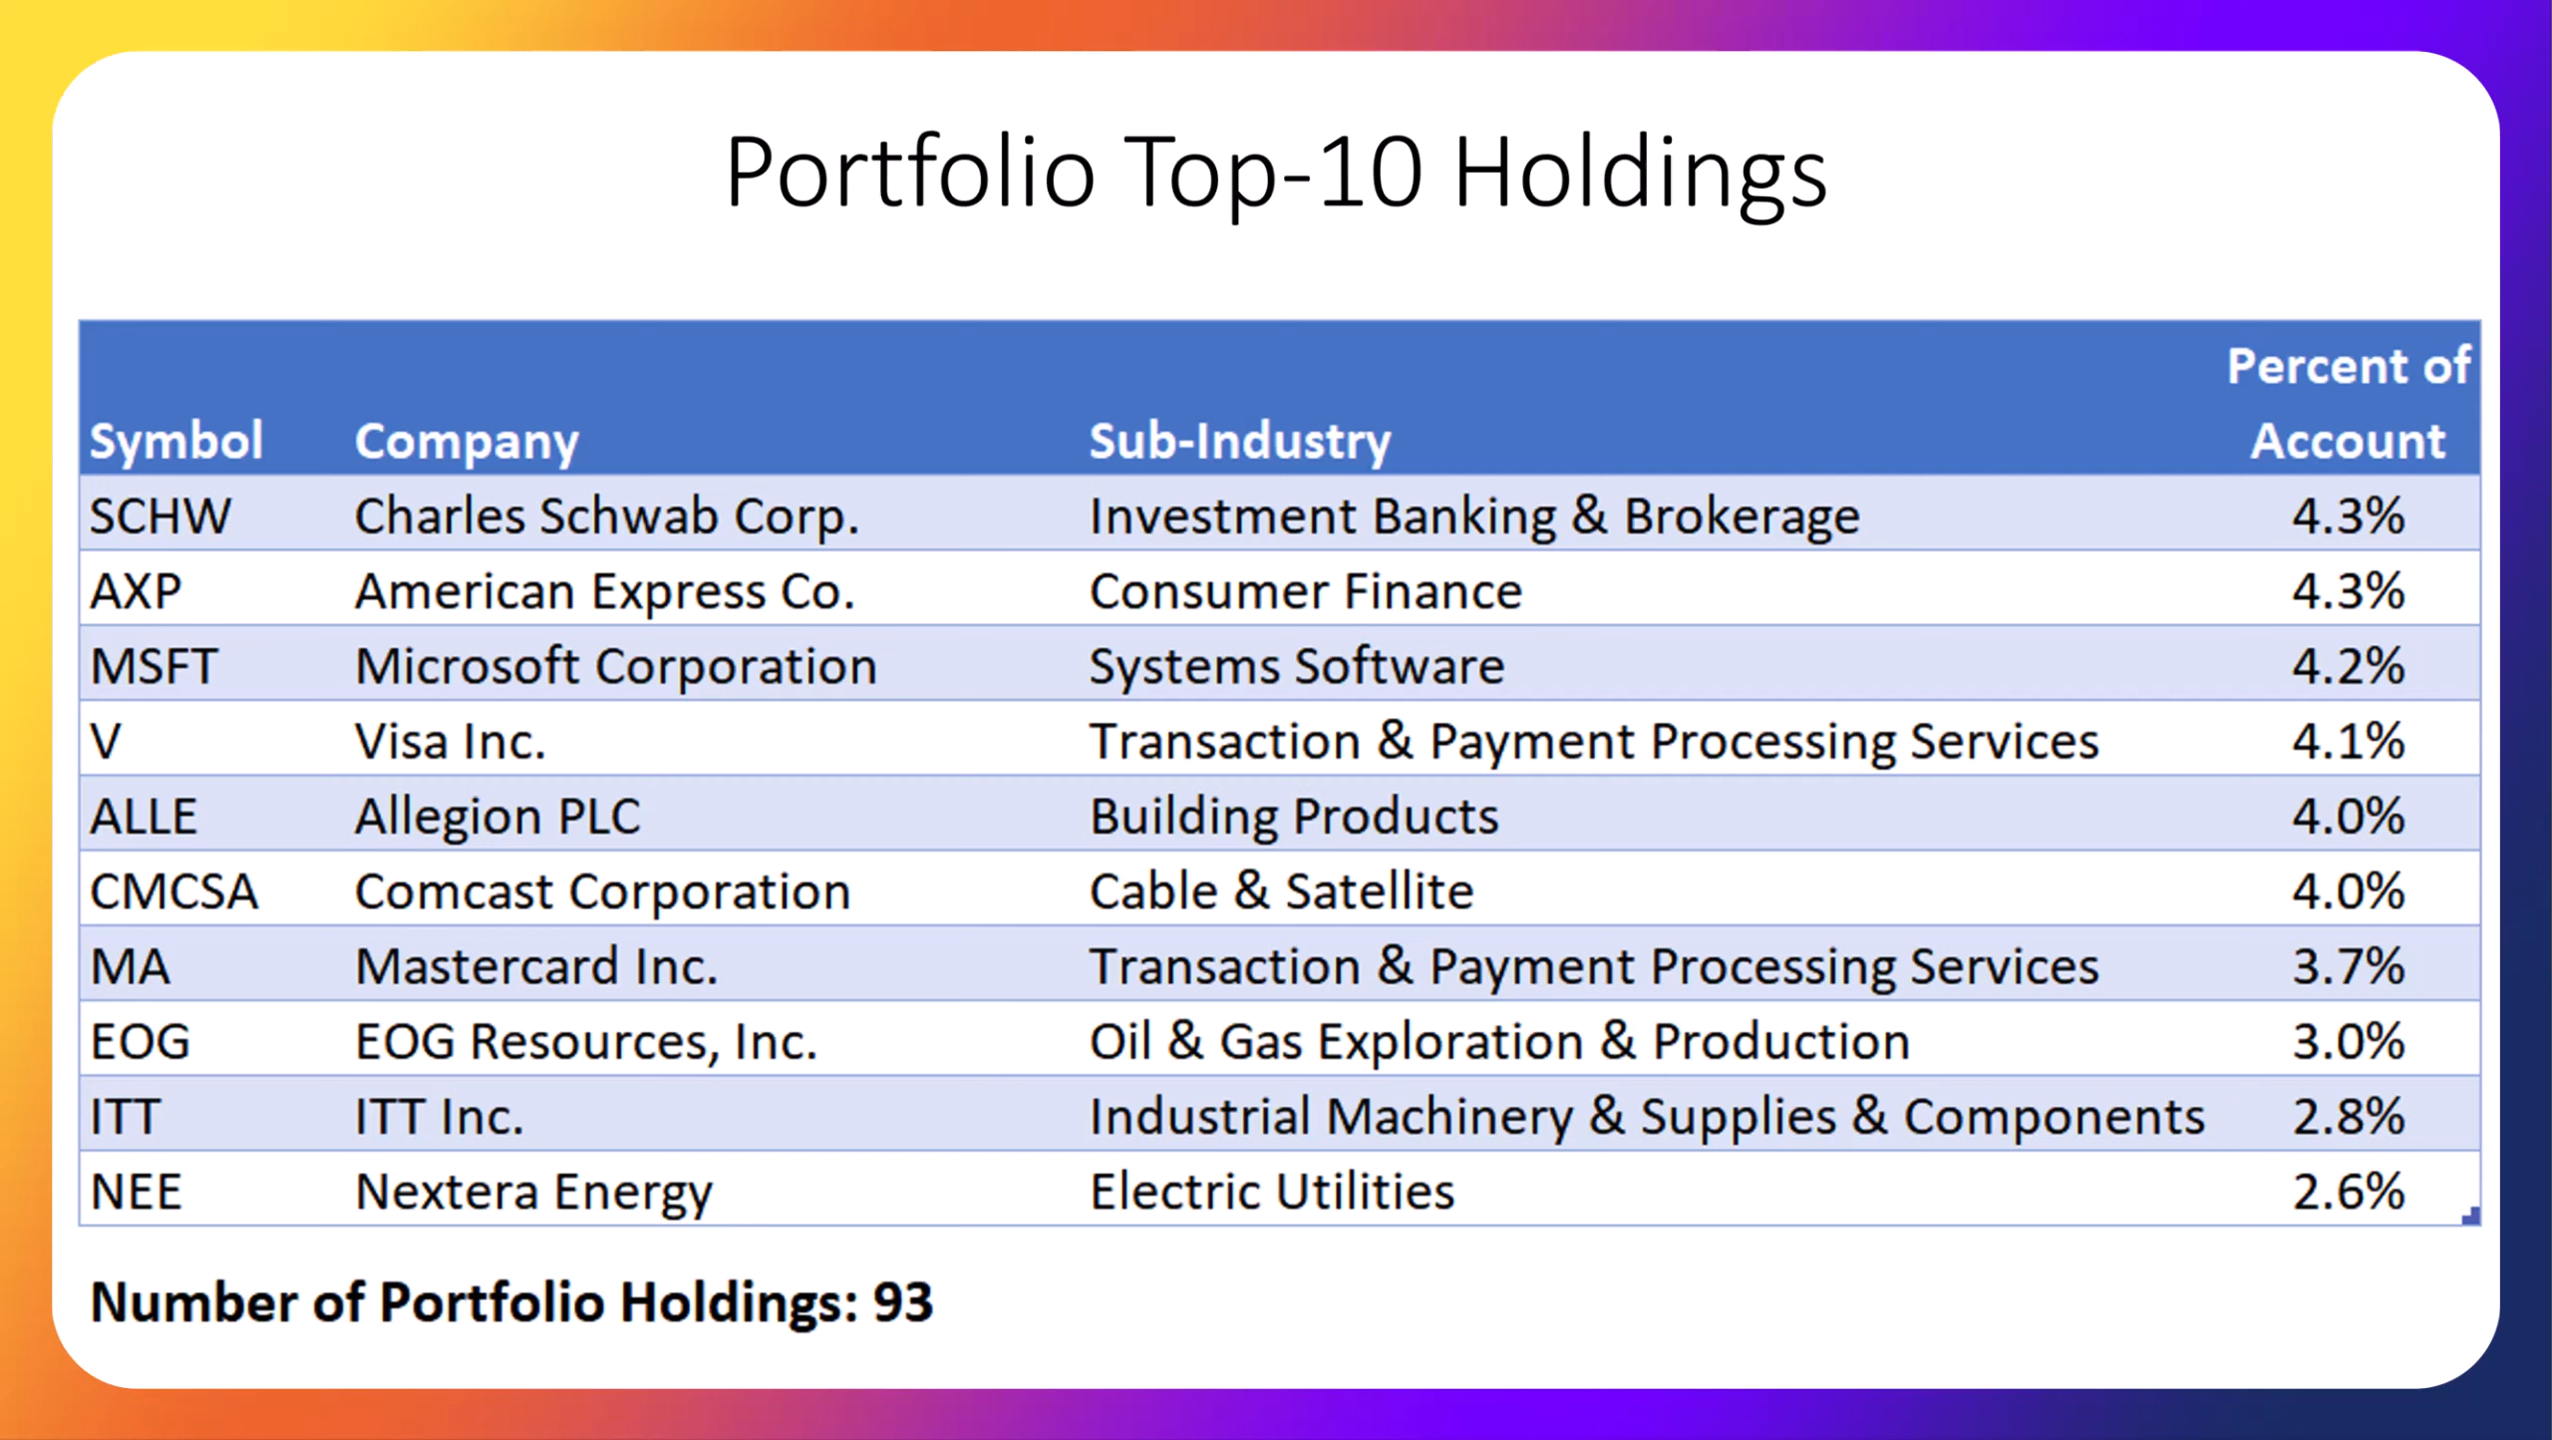 Portfolio Top-10 Holdings
Symbol Company Sub-Industry Percent of Account
SCHW Charles Schwab Corp. Investment Banking & Brokerage 4.3%
AXP American Express Co. Consumer Finance 4.3%
MSFT Microsoft Corporation Systems Software 4.2%
V Visa Inc. Transaction & Payment Processing Services 4.1%
ALLE Allegion PLC Building Products 4.0%
CMCSA Comcast Corporation Cable & Satellite 4.0%
MA Mastercard Inc. Transaction & Payment Processing Services 3.7%
EOG EOG Resources, Inc. Oil & Gas Exploration & Production 3.0%
ITT ITT Inc. Industrial Machinery & Supplies & Components 2.8%
NEE Nextera Energy Electric Utilities 2.6%
Number of Portfolio Holdings: 93